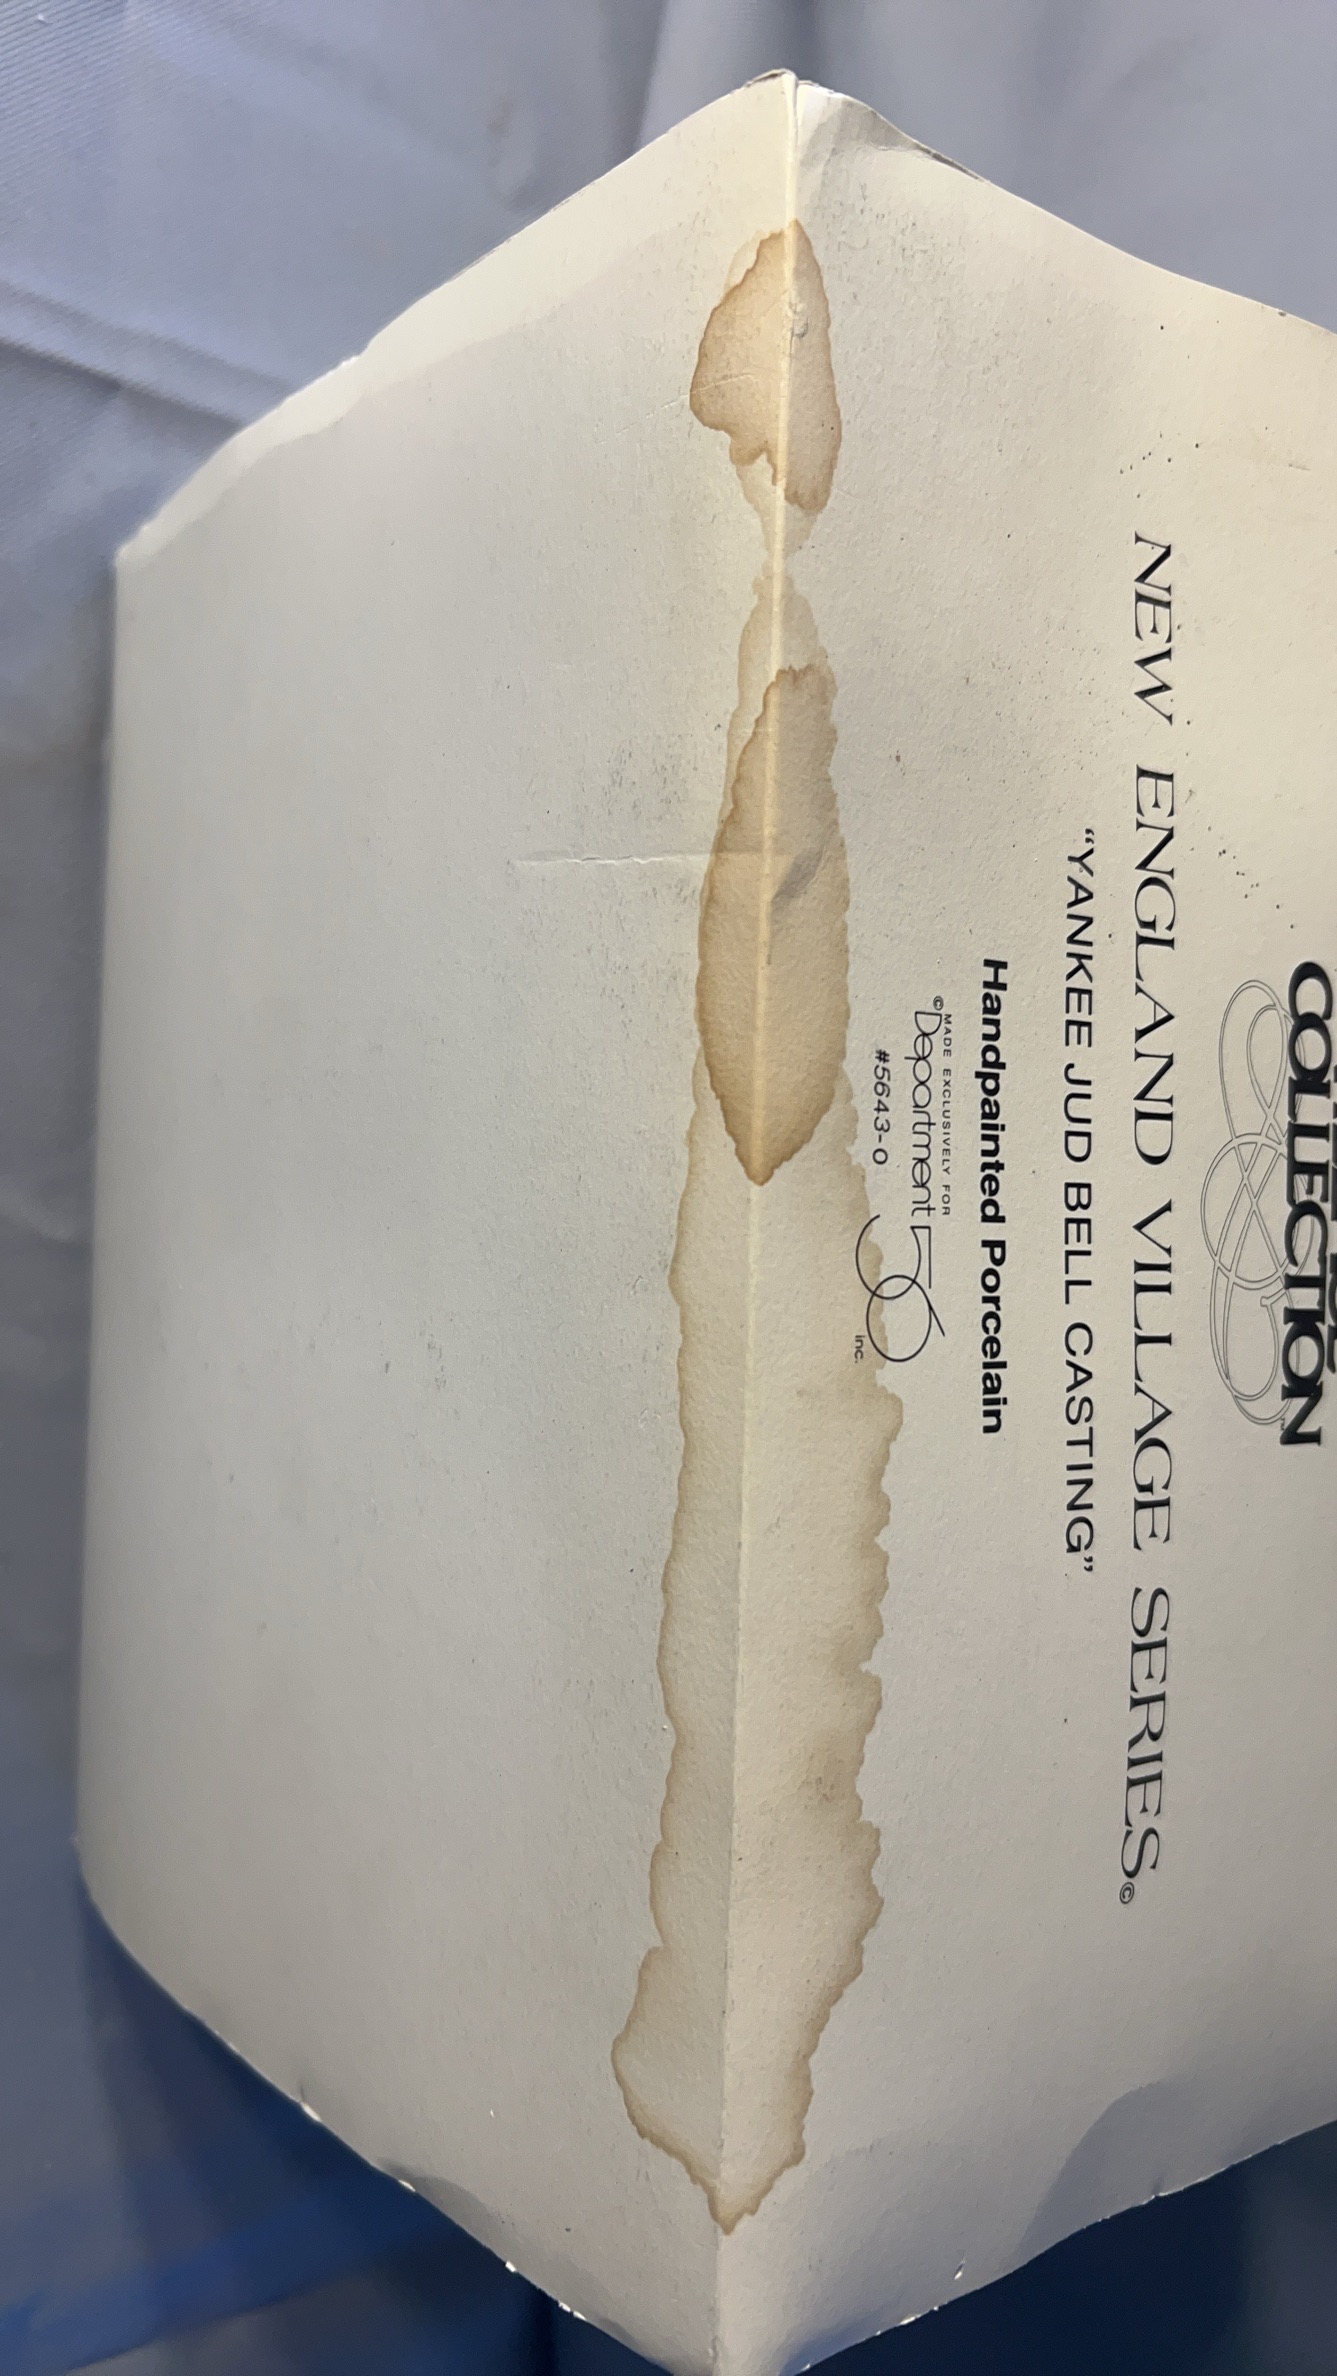 COLLECTION
NEW ENGLAND VILLAGE SERIES©
“YANKEE JUD BELL CASTING”
Handpainted Porcelain
MADE EXCLUSIVELY FOR
©Department 56 inc.
#5643-0